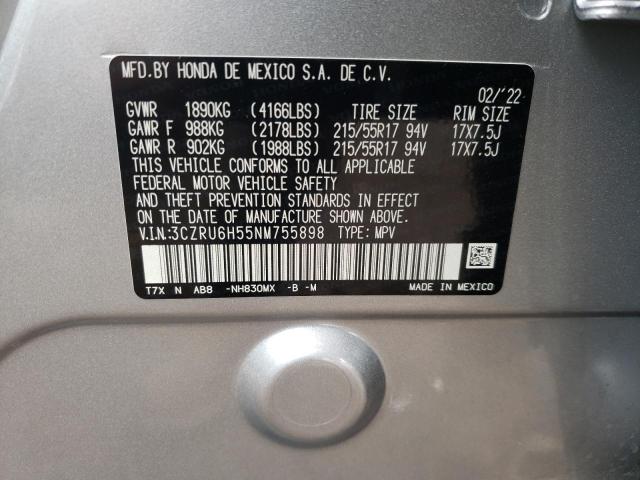 MFD.BY HONDA DE MEXICO S.A. DE C.V.
02/'22
GVWR 1890KG (4166LBS) TIRE SIZE RIM SIZE
GAWR F 988KG (2178LBS) 215/55R17 94V 17X7.5J
GAWR R 902KG (1988LBS) 215/55R17 94V 17X7.5J
THIS VEHICLE CONFORMS TO ALL APPLICABLE
FEDERAL MOTOR VEHICLE SAFETY
AND THEFT PREVENTION STANDARDS IN EFFECT
ON THE DATE OF MANUFACTURE SHOWN ABOVE.
V.I.N:3CZRU6H55NM755898 TYPE: MPV
T7X N AB8 -NH830MX -B -M MADE IN MEXICO